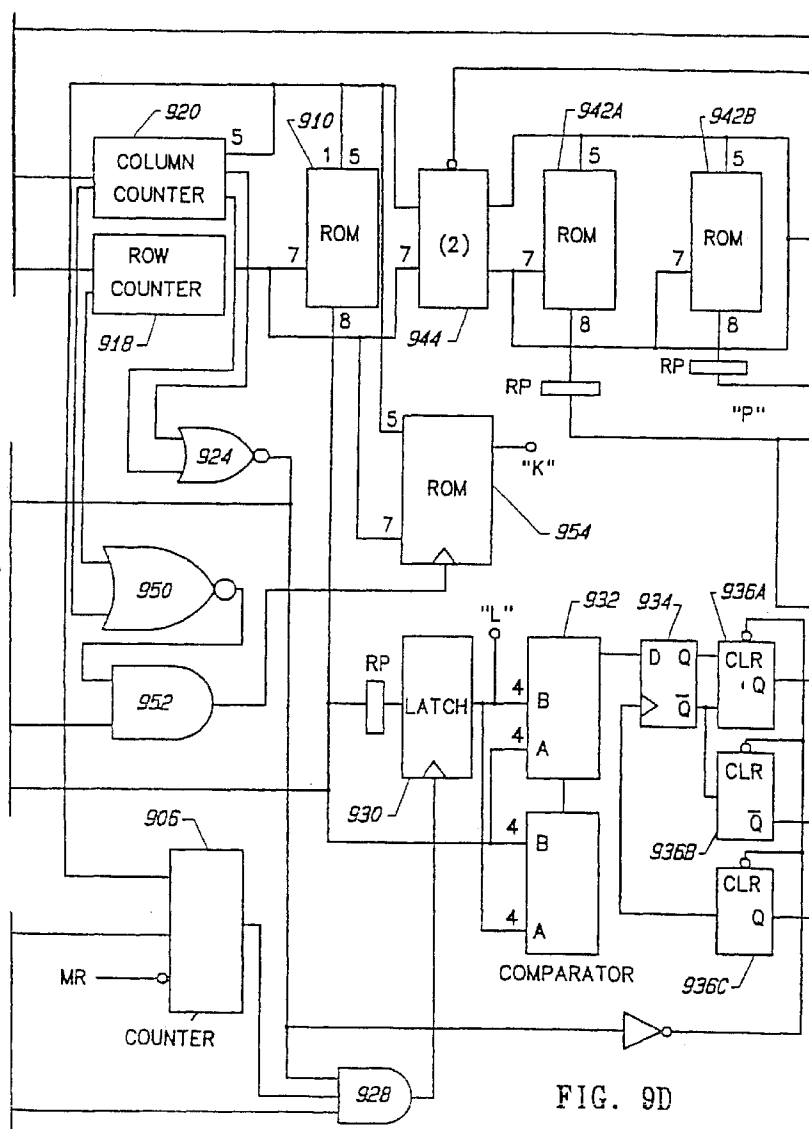 920
5
COLUMN
COUNTER
910
1 5
ROM
7
8
942A
5
ROM
7
8
942B
5
ROM
7
8
(2)
7
944
ROW
COUNTER
918
RP
RP
"P"
924
5
ROM
7
"K"
954
950
952
"L"
RP
LATCH
930
932
4
B
4
A
4
B
4
A
COMPARATOR
934
D Q
Q̅
936A
CLR
Q
CLR
Q̅
936B
CLR
Q
936C
906
MR
COUNTER
928
FIG. 9D